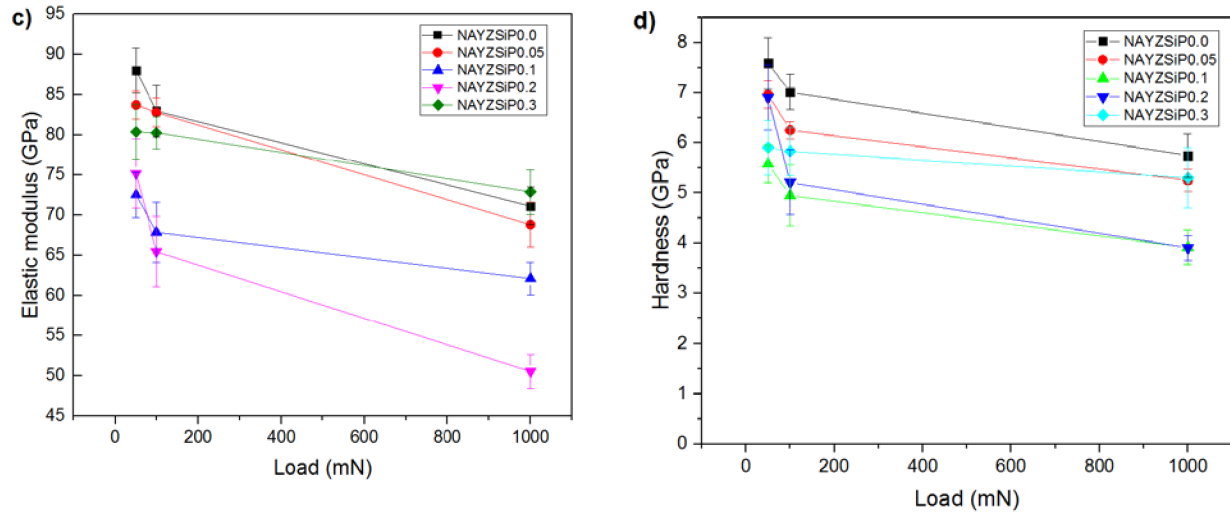 c)
95
90
85
80
75
70
65
60
55
50
45
Elastic modulus (GPa)
NAYZSiP0.0
NAYZSiP0.05
NAYZSiP0.1
NAYZSiP0.2
NAYZSiP0.3
0 200 400 600 800 1000
Load (mN)
d)
8
7
6
5
4
3
2
1
0
Hardness (GPa)
NAYZSiP0.0
NAYZSiP0.05
NAYZSiP0.1
NAYZSiP0.2
NAYZSiP0.3
0 200 400 600 800 1000
Load (mN)